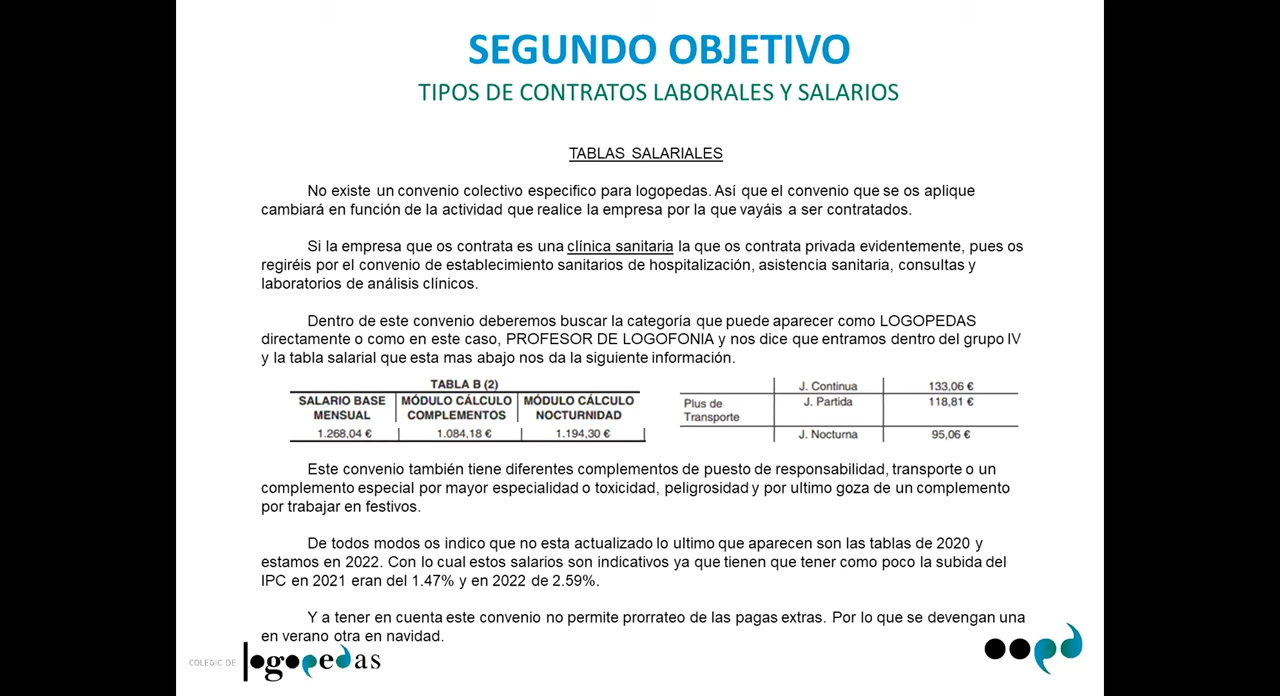 SEGUNDO OBJETIVO
TIPOS DE CONTRATOS LABORALES Y SALARIOS
TABLAS SALARIALES
No existe un convenio colectivo especifico para logopedas. Así que el convenio que se os aplique
cambiará en función de la actividad que realice la empresa por la que vayáis a ser contratados.
Si la empresa que os contrata es una clínica sanitaria la que os contrata privada evidentemente, pues os
regiréis por el convenio de establecimiento sanitarios de hospitalización, asistencia sanitaria, consultas y
laboratorios de análisis clínicos.
Dentro de este convenio deberemos buscar la categoría que puede aparecer como LOGOPEDAS
directamente o como en este caso, PROFESOR DE LOGOFONIA y nos dice que entramos dentro del grupo IV
y la tabla salarial que esta mas abajo nos da la siguiente información.
TABLA B (2)
SALARIO BASE MÓDULO CÁLCULO MÓDULO CÁLCULO
MENSUAL COMPLEMENTOS NOCTURNIDAD
1.268,04 € 1.084,18 € 1.194,30 €
J. Continua 133,06 €
Plus de J. Partida 118,81 €
Transporte
J. Nocturna 95,06 €
Este convenio también tiene diferentes complementos de puesto de responsabilidad, transporte o un
complemento especial por mayor especialidad o toxicidad, peligrosidad y por ultimo goza de un complemento
por trabajar en festivos.
De todos modos os indico que no esta actualizado lo ultimo que aparecen son las tablas de 2020 y
estamos en 2022. Con lo cual estos salarios son indicativos ya que tienen que tener como poco la subida del
IPC en 2021 eran del 1.47% y en 2022 de 2.59%.
Y a tener en cuenta este convenio no permite prorrateo de las pagas extras. Por lo que se devengan una
en verano otra en navidad.
COLEGIC DE logopedas